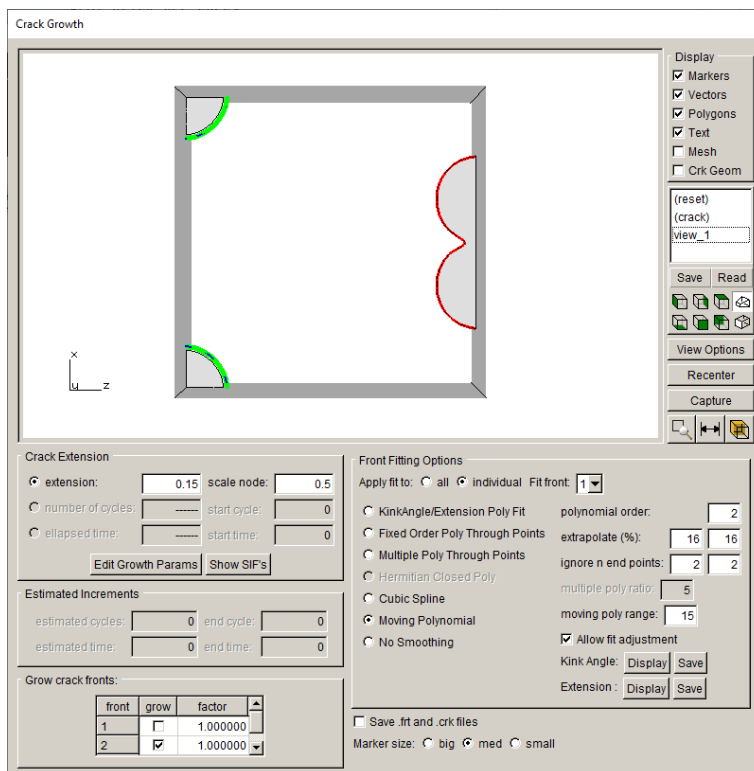 Crack Growth
Display
Markers
Vectors
Polygons
Text
Mesh
Crk Geom
(reset)
(crack)
view_1
Save Read
View Options
Recenter
Capture
x
y z
Crack Extension
extension: 0.15 scale node: 0.5
number of cycles: ------ start cycle: 0
ellapsed time: ------ start time: 0
Edit Growth Params Show SIF's
Estimated Increments
estimated cycles: 0 end cycle: 0
estimated time: 0 end time: 0
Grow crack fronts:
front grow factor
1 1.000000
2 1.000000
Front Fitting Options
Apply fit to: all individual Fit front: 1
KinkAngle/Extension Poly Fit
Fixed Order Poly Through Points
Multiple Poly Through Points
Hermitian Closed Poly
Cubic Spline
Moving Polynomial
No Smoothing
polynomial order: 2
extrapolate (%): 16 16
ignore n end points: 2 2
multiple poly ratio: 5
moving poly range: 15
Allow fit adjustment
Kink Angle: Display Save
Extension : Display Save
Save .frt and .crk files
Marker size: big med small